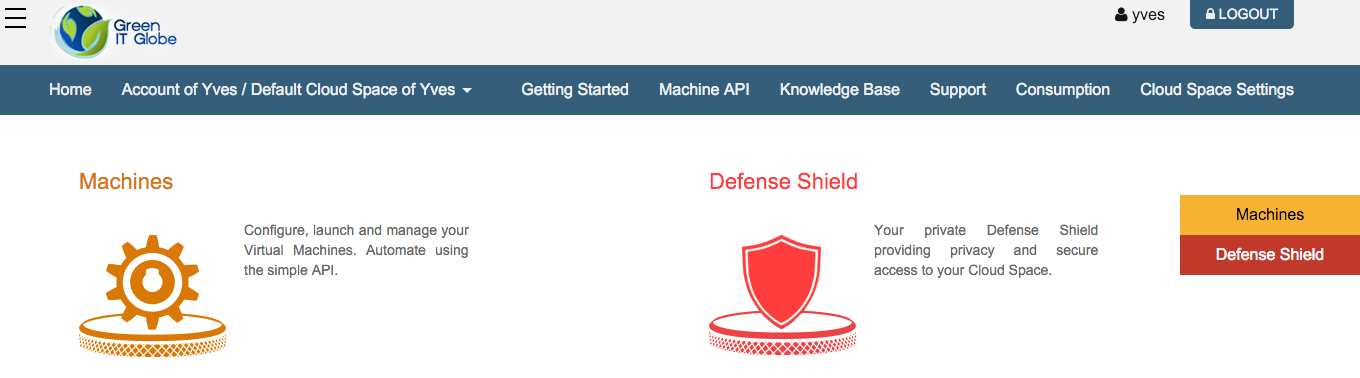 Green
IT Globe
yves
LOGOUT
Home
Account of Yves / Default Cloud Space of Yves
Getting Started
Machine API
Knowledge Base
Support
Consumption
Cloud Space Settings
Machines
Configure, launch and manage your
Virtual Machines. Automate using
the simple API.
Defense Shield
Your private Defense Shield
providing privacy and secure
access to your Cloud Space.
Machines
Defense Shield